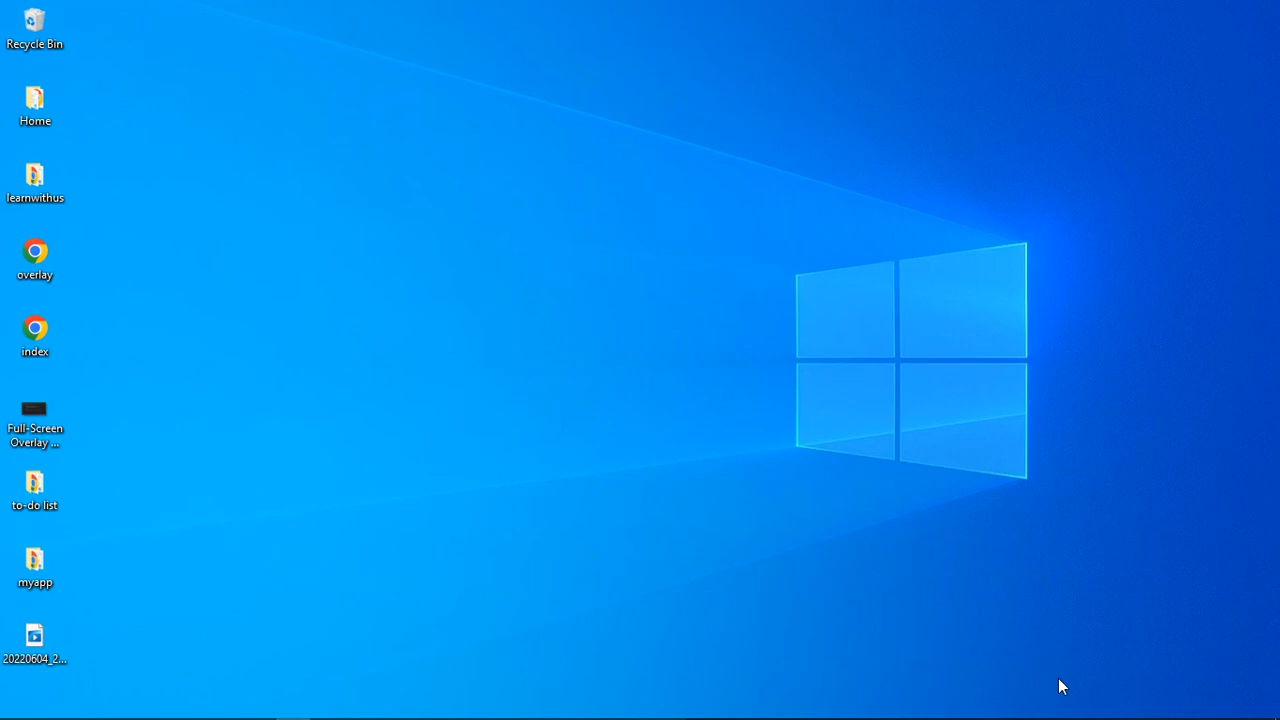 Recycle Bin
Home
learnwithus
overlay
index
Full-Screen
Overlay ...
to-do list
myapp
20220604_2...